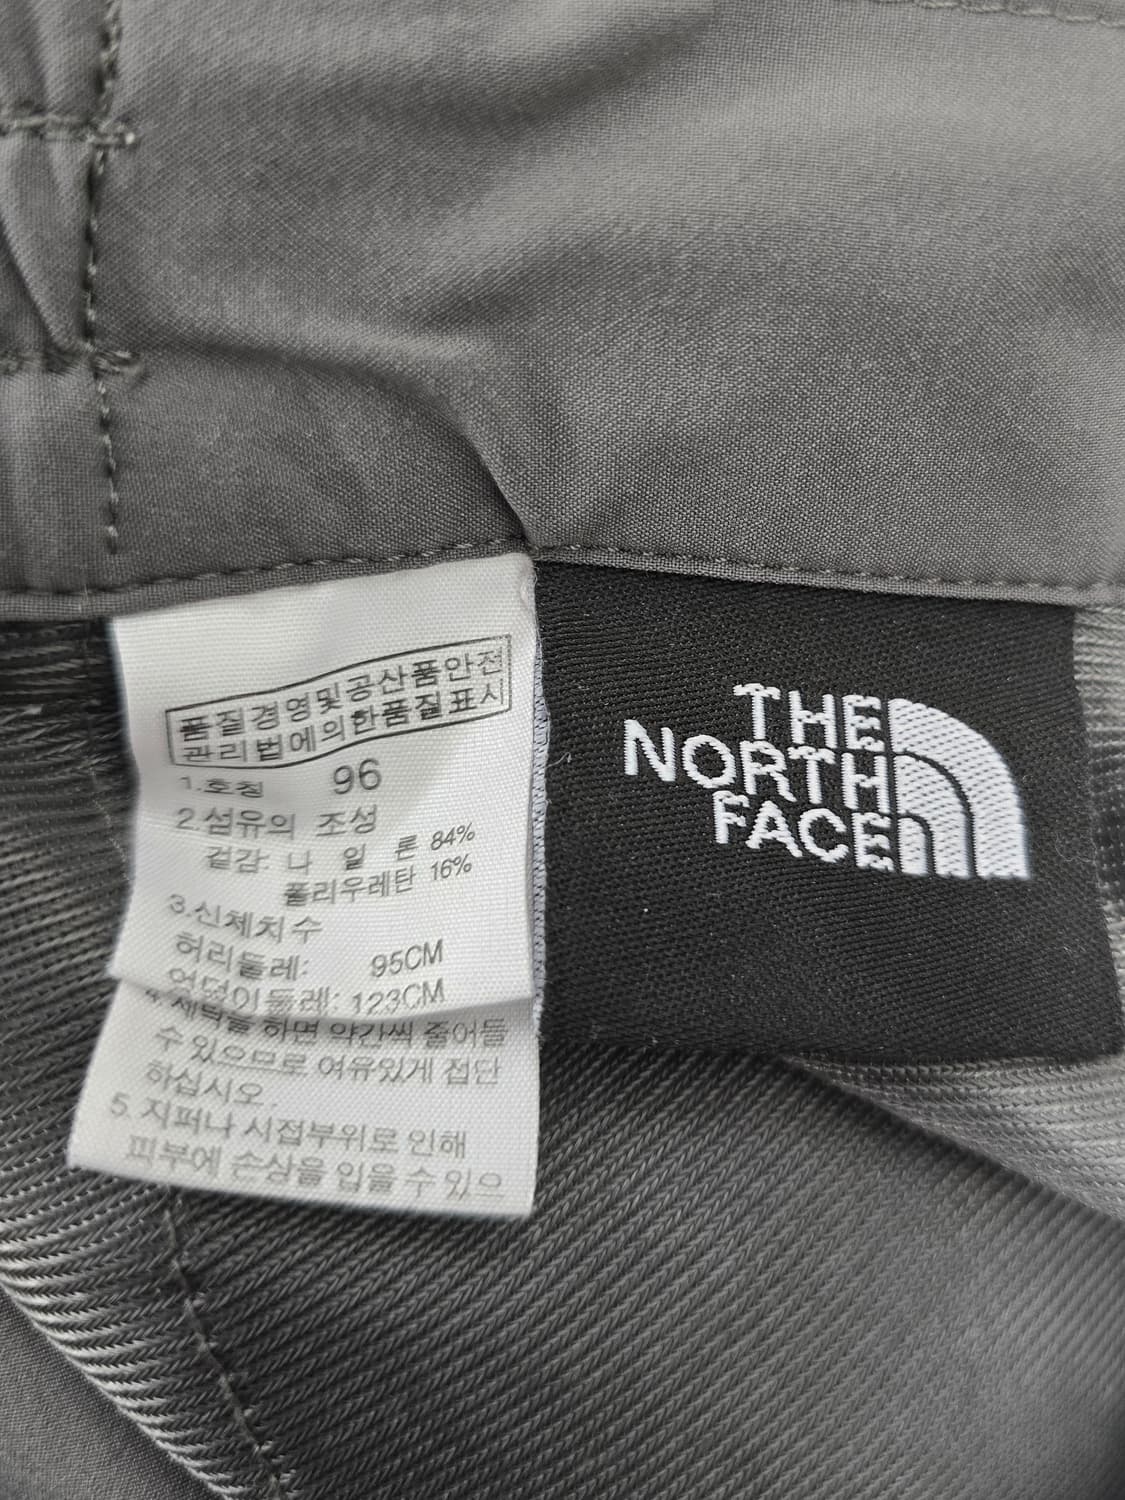 품질경영및공산품안전
관리법에의한품질표시
1.호칭 96
2.섬유의 조성
겉감: 나 일 론 84%
폴리우레탄 16%
3.신체치수
허리둘레: 95CM
엉덩이둘레: 123CM
4.세탁을 하면 약간씩 줄어들
수 있으므로 여유있게 접단
하십시오.
5. 지퍼나 시접부위로 인해
피부에 손상을 입을 수 있으
THE
NORTH
FACE